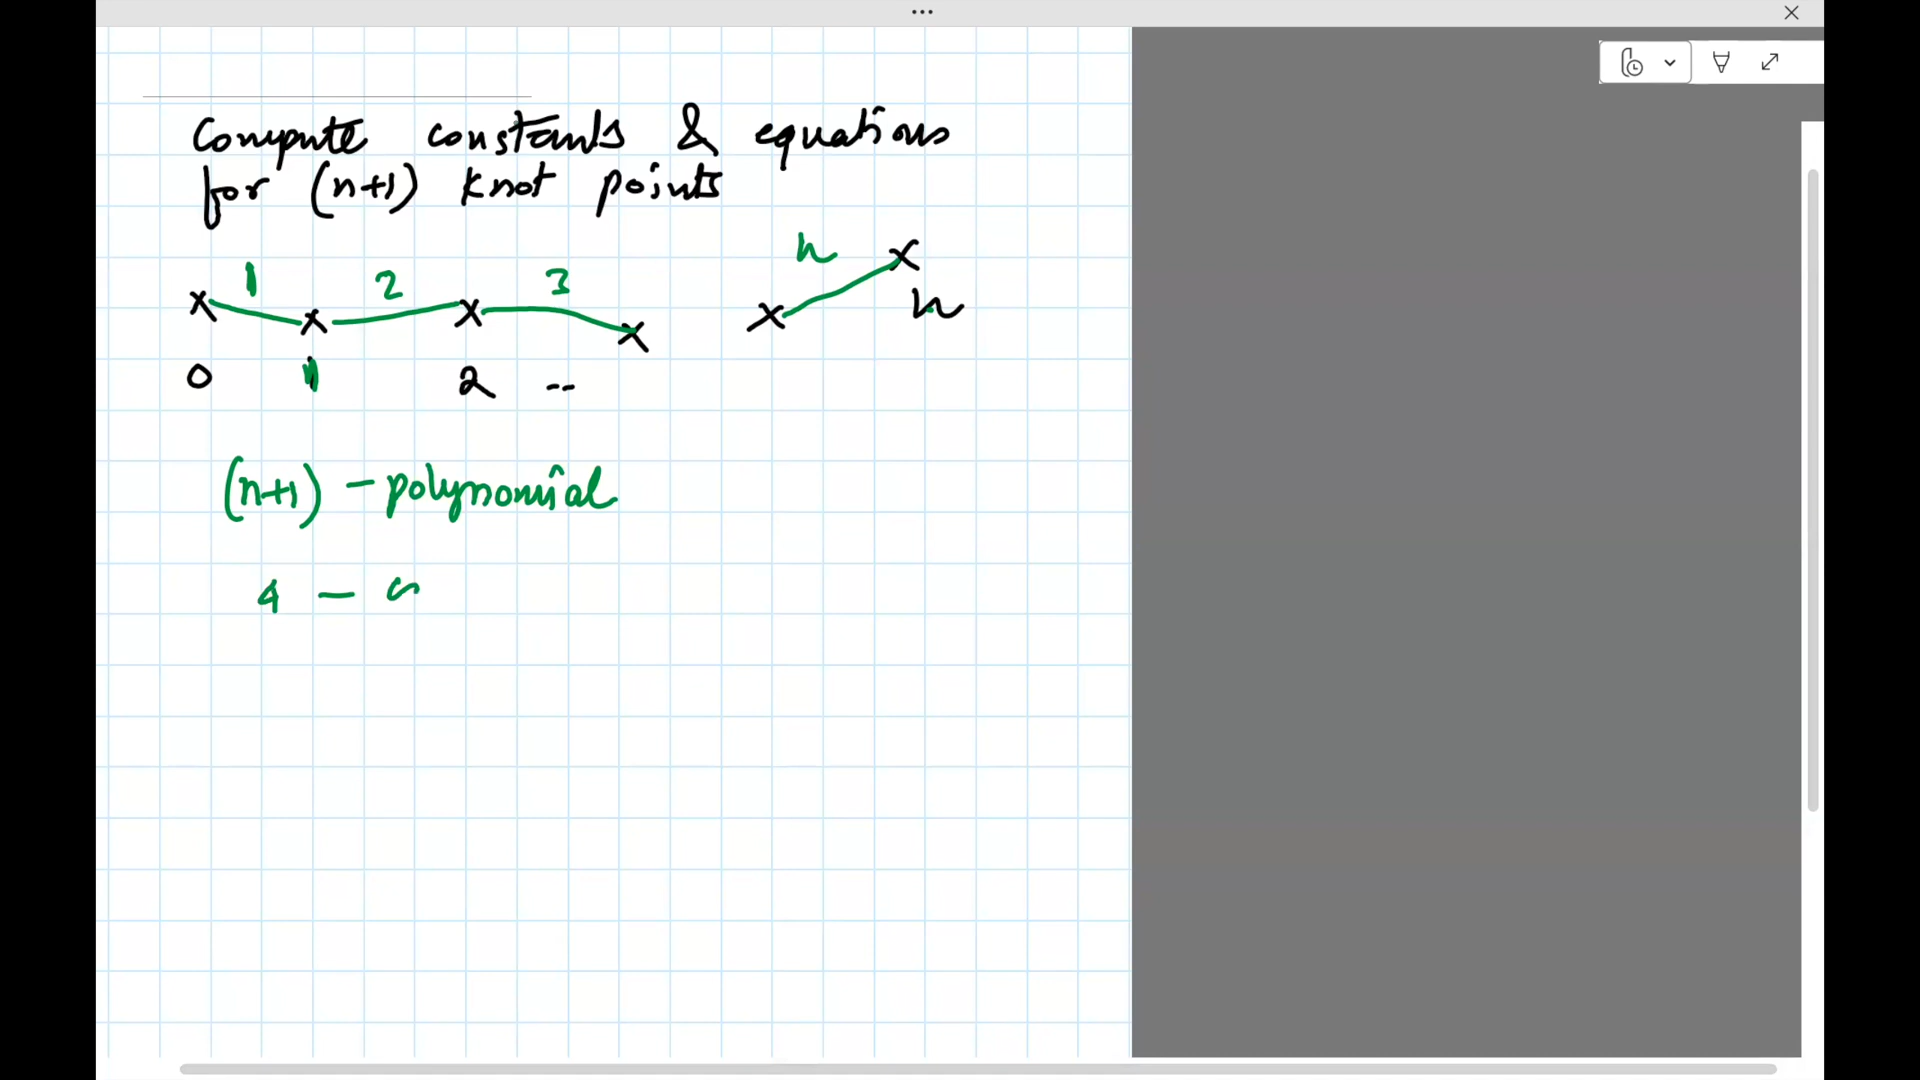 Compute constants & equations
for (n+1) knot points
1 2 3 n
n
0 1 2 --
(n+1) - polynomial
4 -